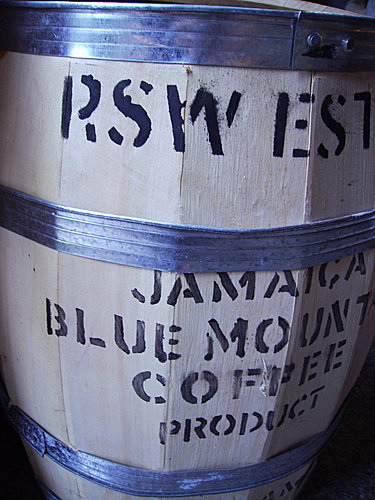 RSW EST
JAMAICA
BLUE MOUNT
COFFEE
PRODUCT